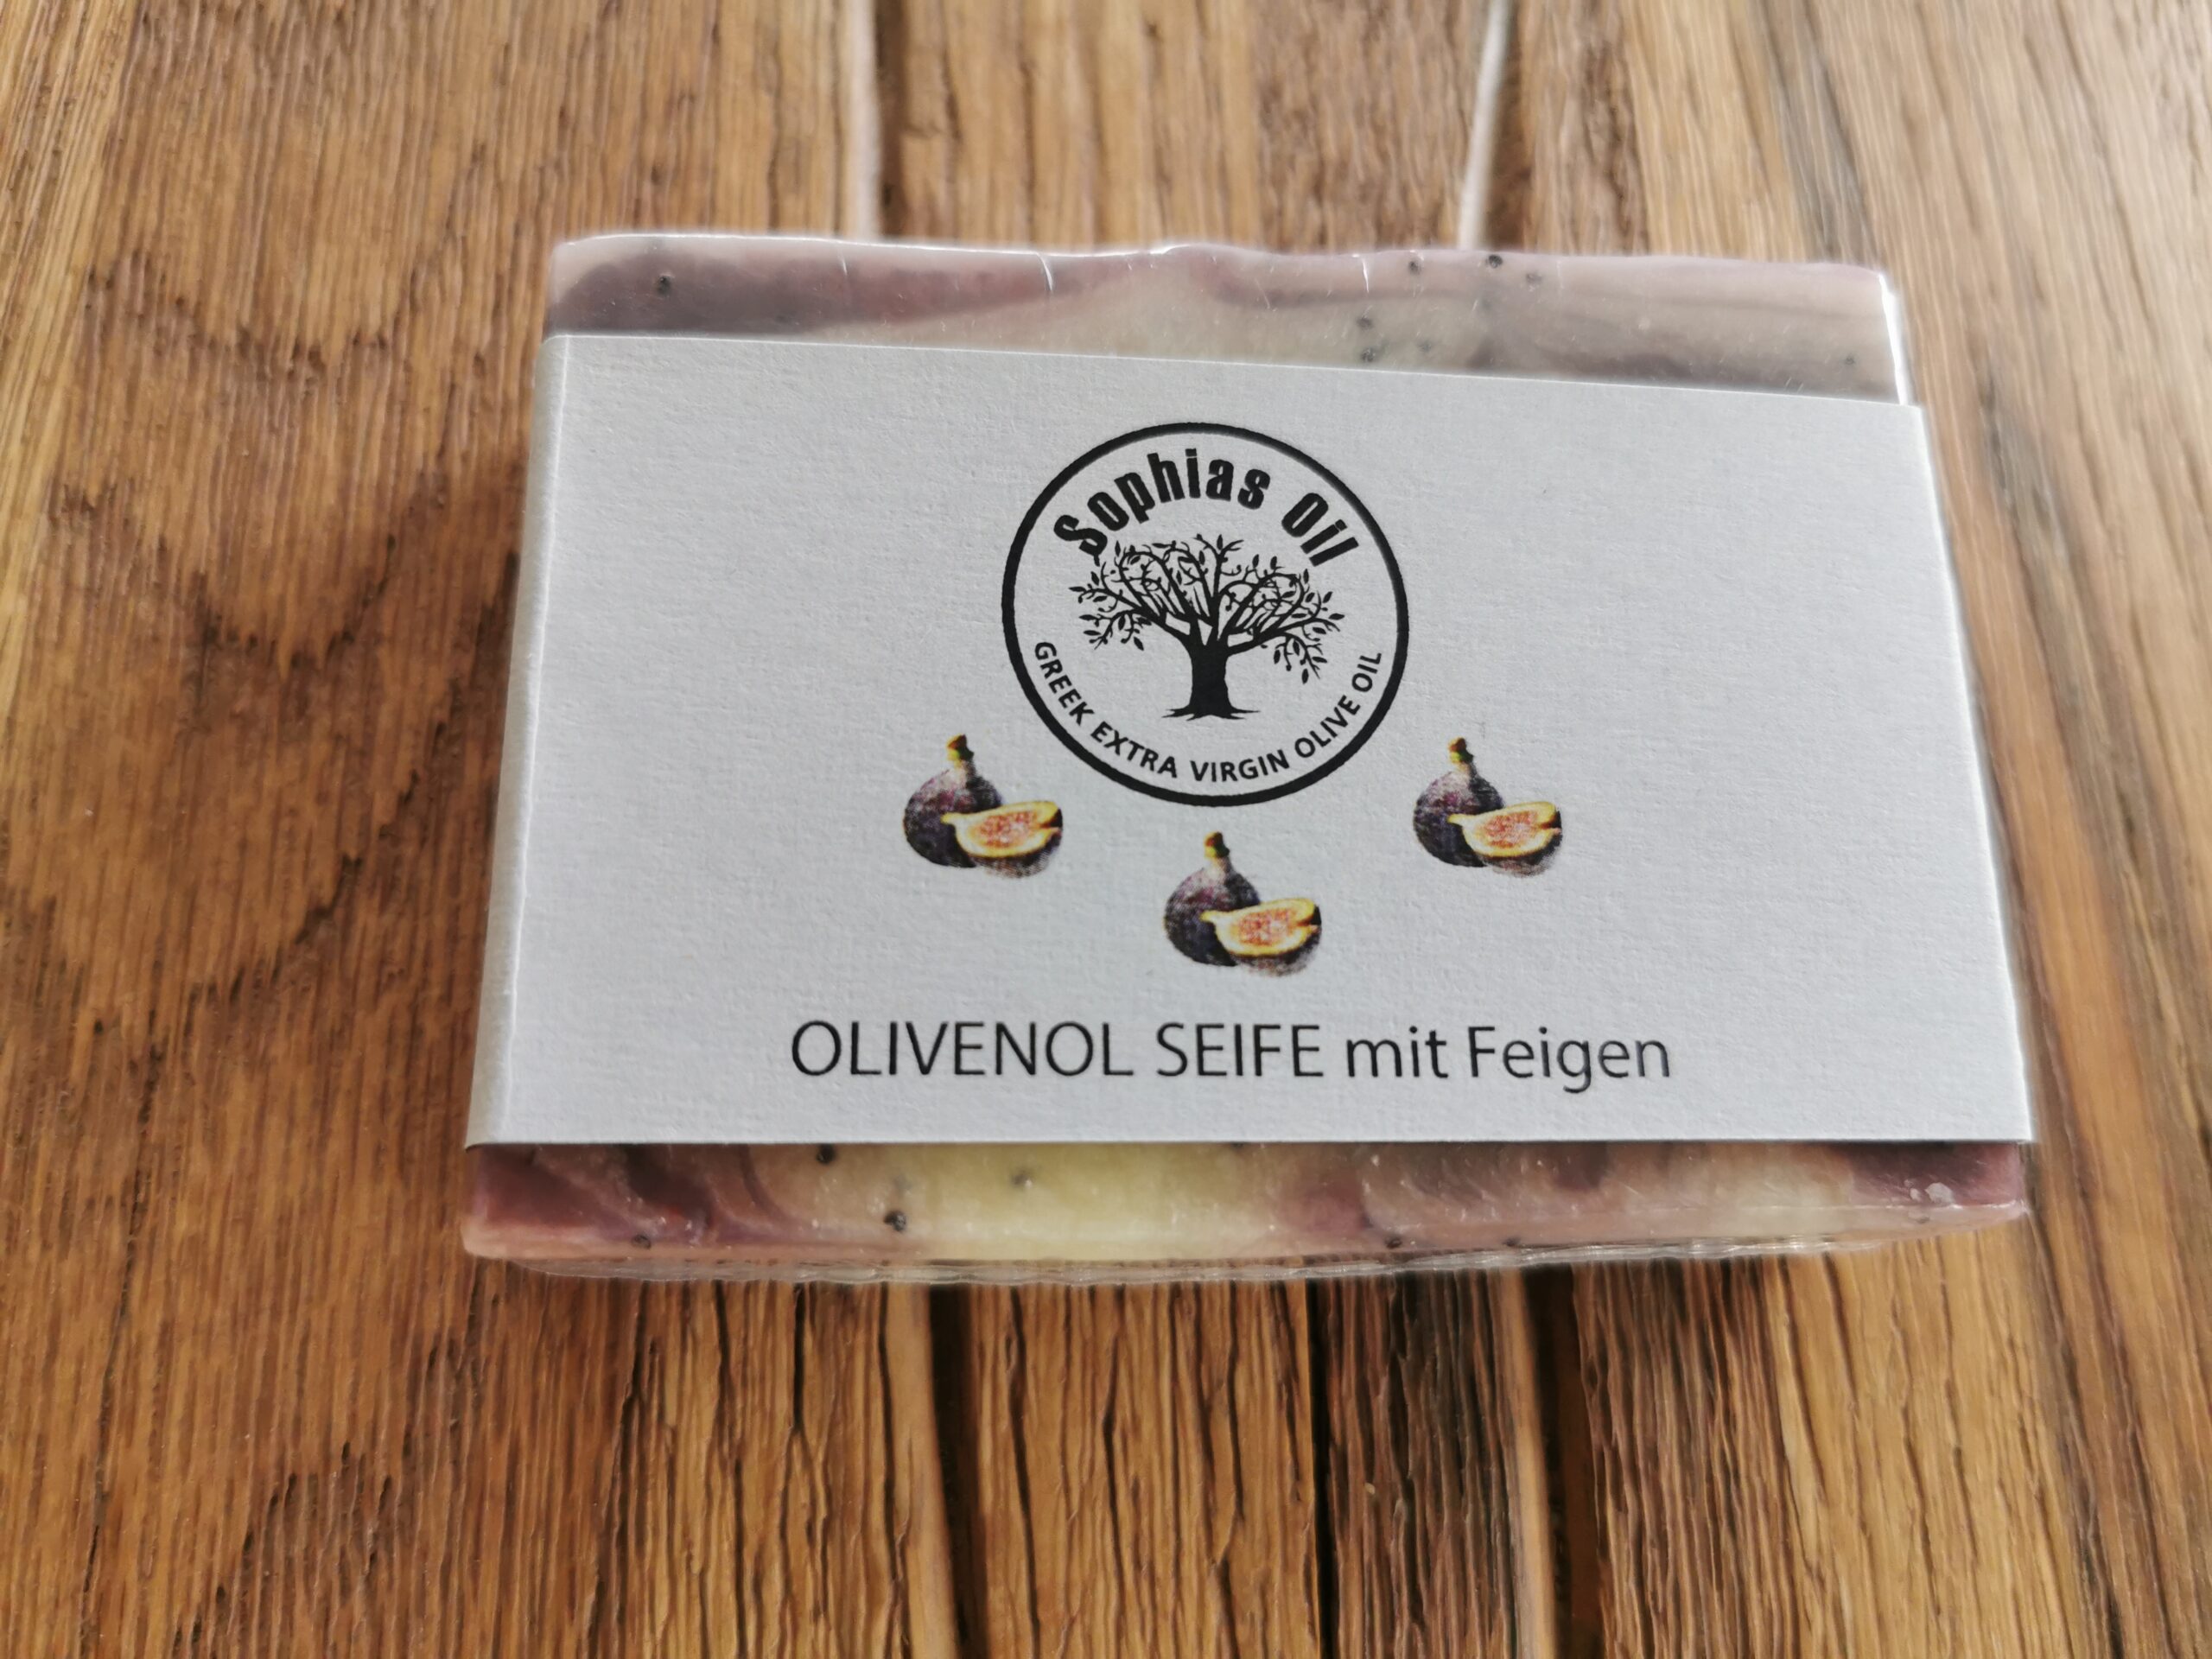 Sophias Oil
GREEK EXTRA VIRGIN OLIVE OIL
OLIVENOL SEIFE mit Feigen